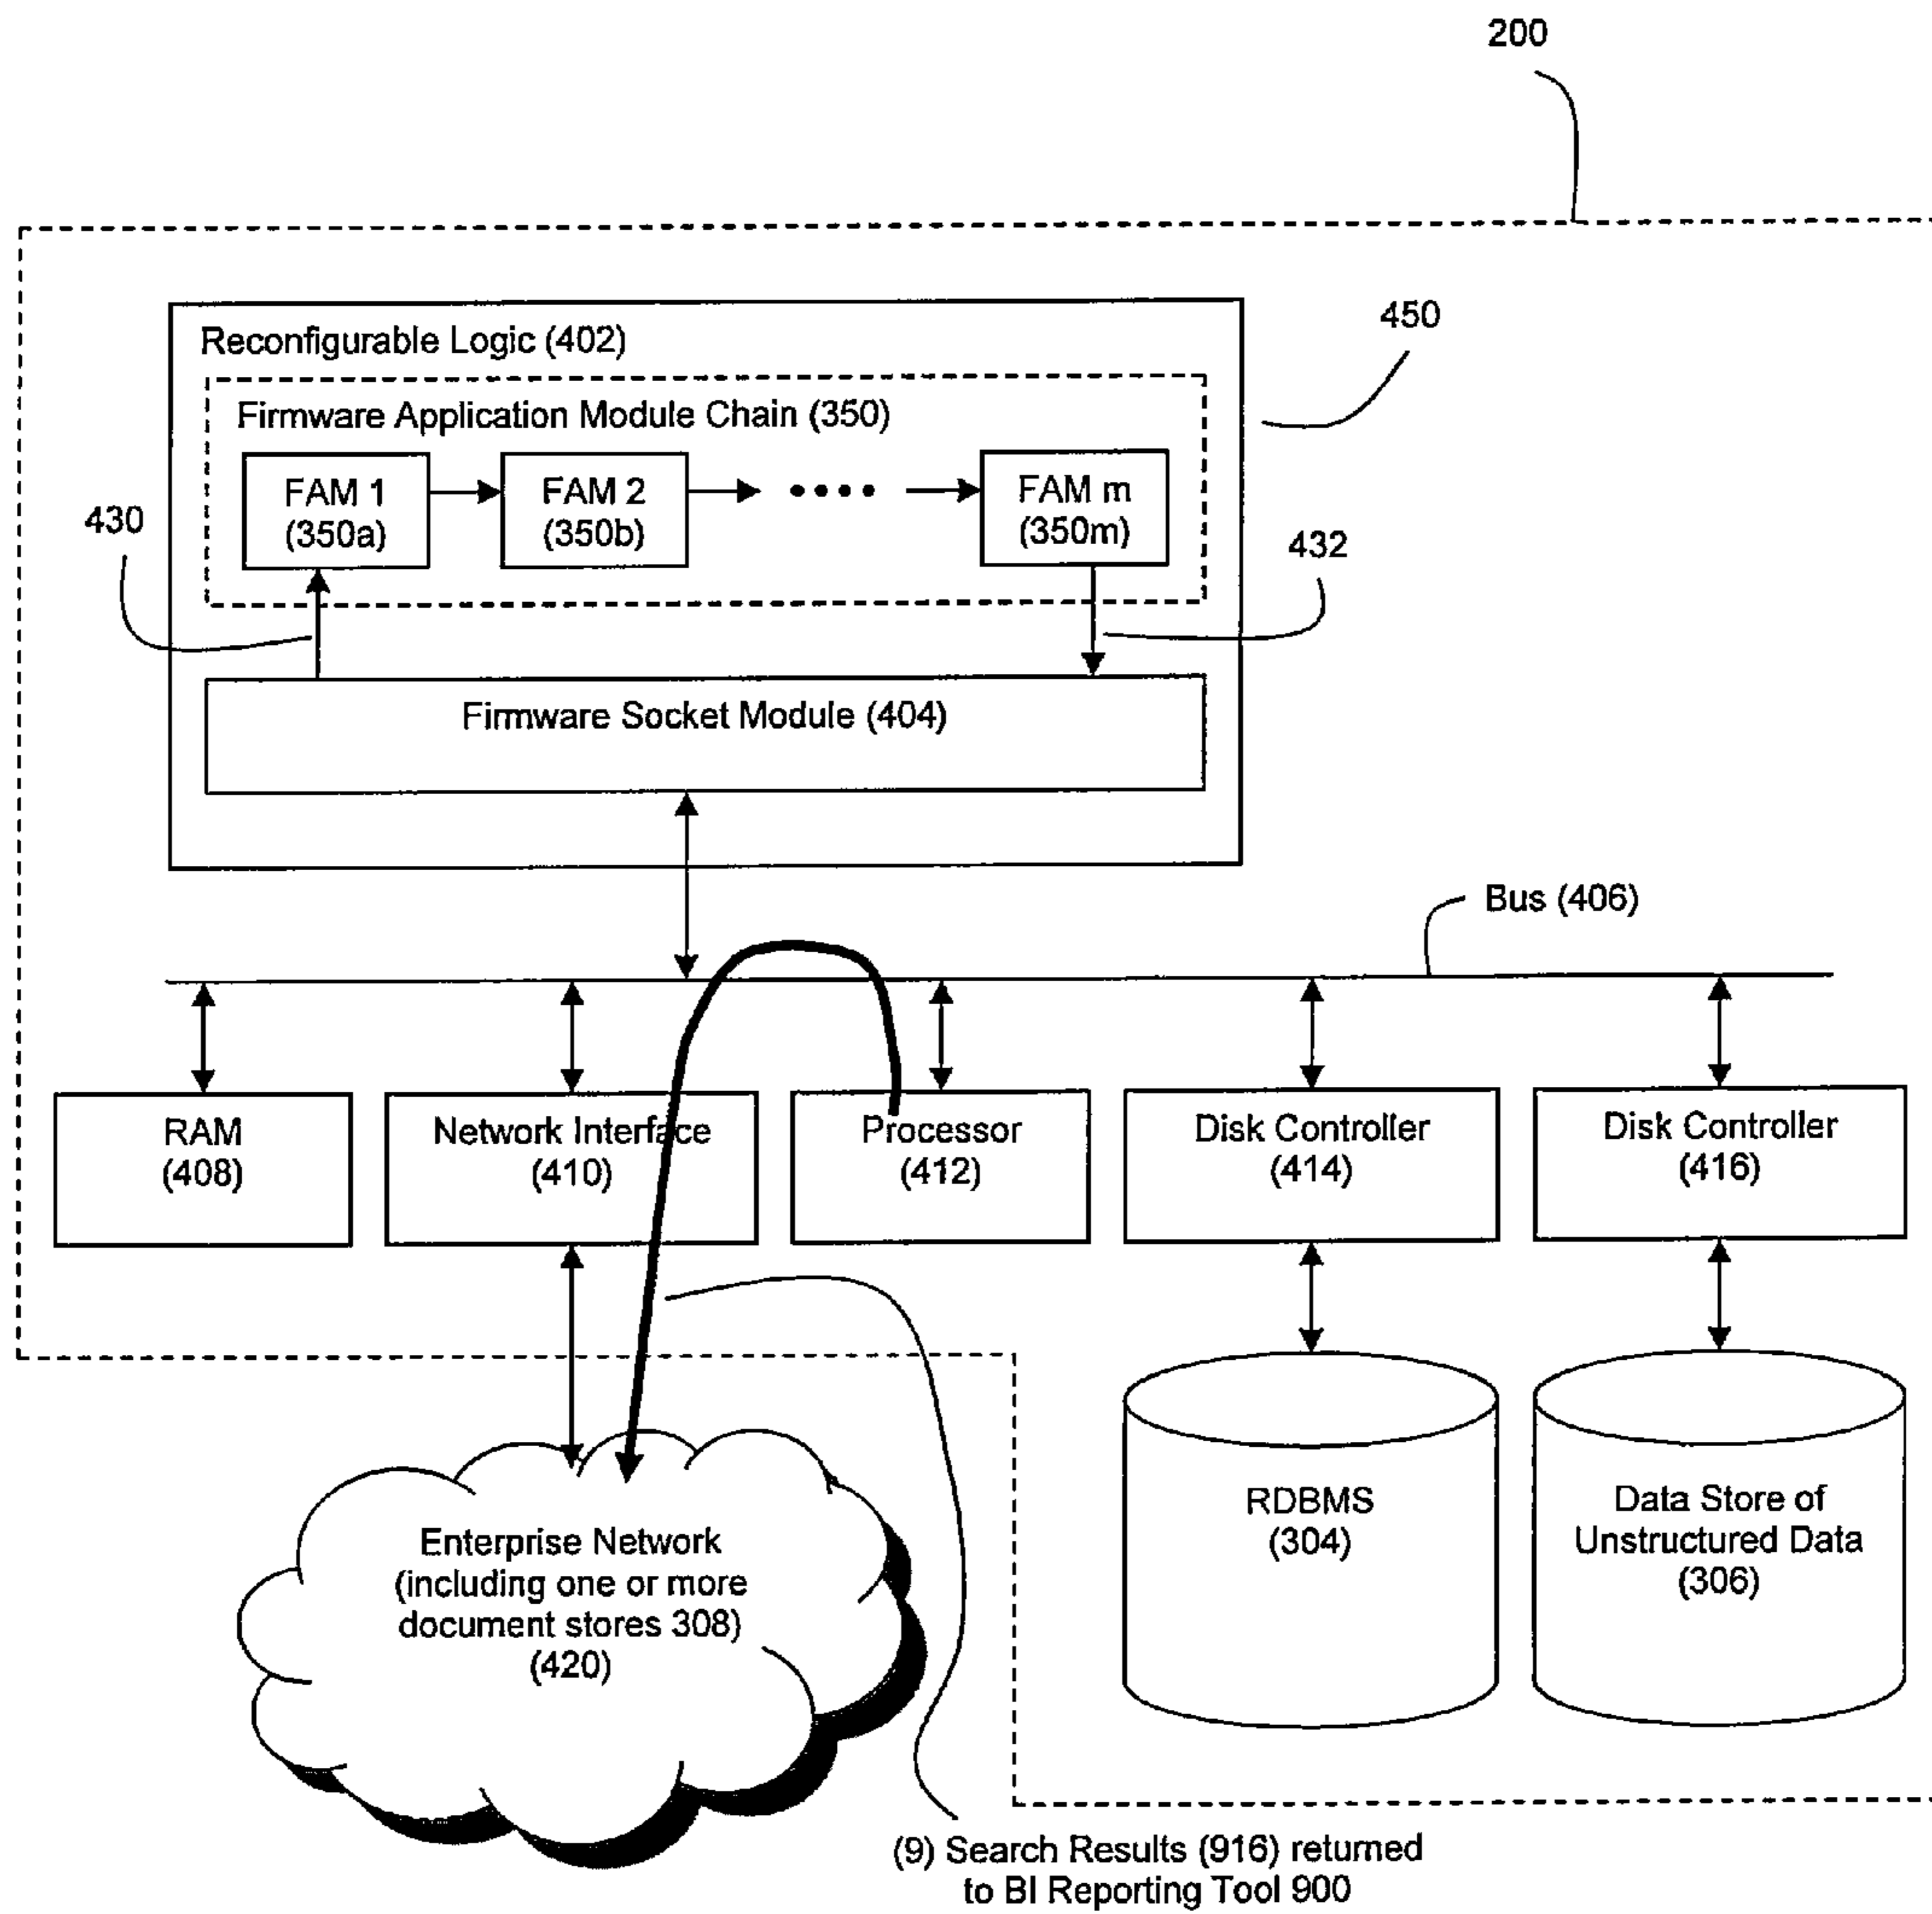 200
450
Reconfigurable Logic (402)
Firmware Application Module Chain (350)
FAM 1
(350a)
FAM 2
(350b)
FAM m
(350m)
430
432
Firmware Socket Module (404)
Bus (406)
RAM
(408)
Network Interface
(410)
Processor
(412)
Disk Controller
(414)
Disk Controller
(416)
Enterprise Network
(including one or more
document stores 308)
(420)
RDBMS
(304)
Data Store of
Unstructured Data
(306)
(9) Search Results (916) returned
to BI Reporting Tool 900